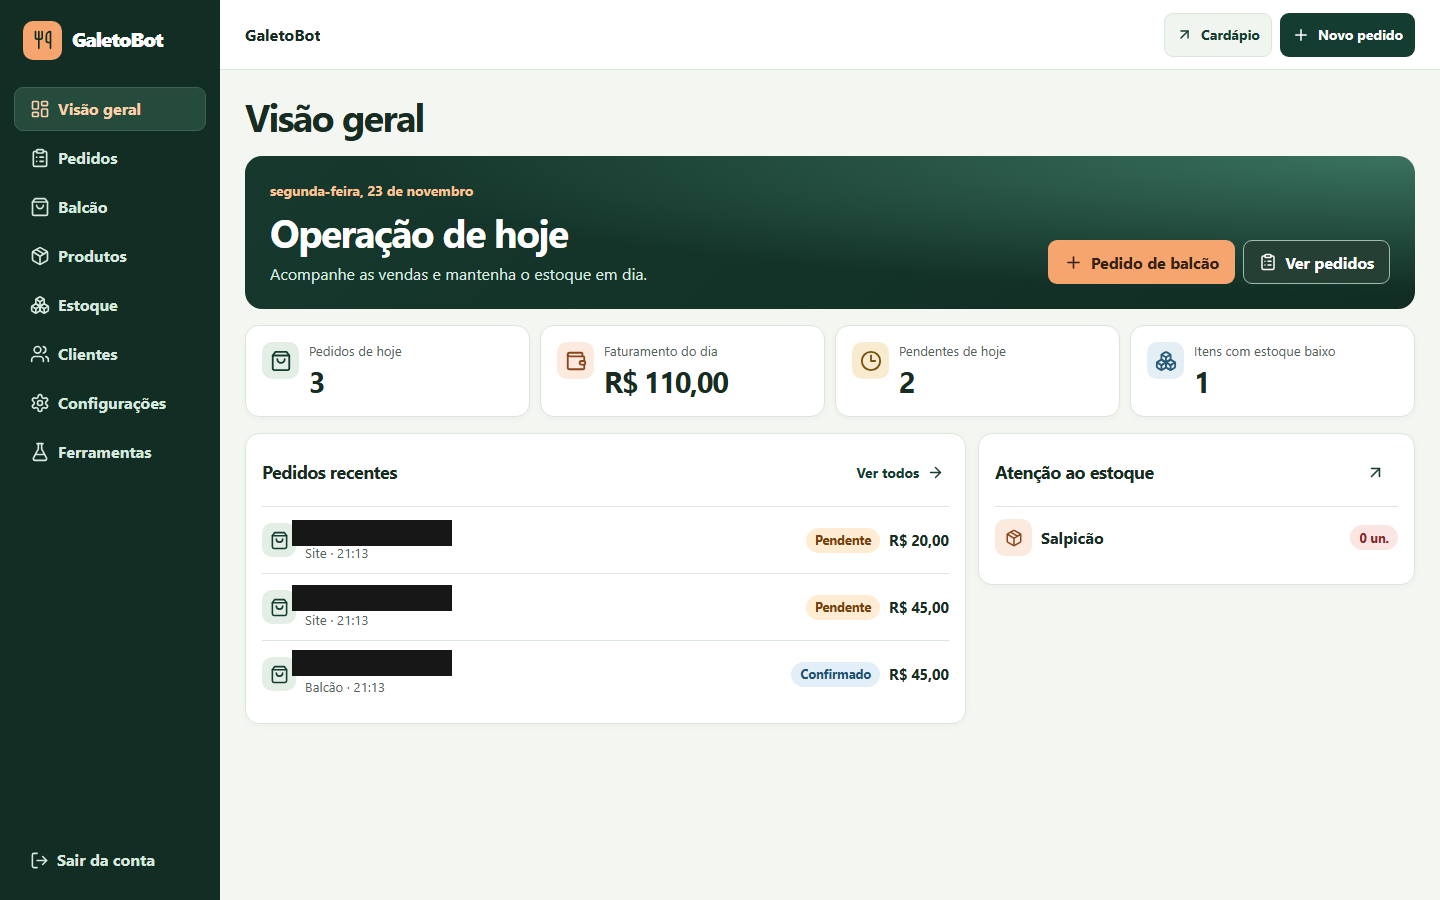 GaletoBot
Visão geral
Pedidos
Balcão
Produtos
Estoque
Clientes
Configurações
Ferramentas
Sair da conta
GaletoBot
Cardápio
Novo pedido
Visão geral
segunda-feira, 23 de novembro
Operação de hoje
Acompanhe as vendas e mantenha o estoque em dia.
Pedido de balcão
Ver pedidos
Pedidos de hoje
3
Faturamento do dia
R$ 110,00
Pendentes de hoje
2
Itens com estoque baixo
1
Pedidos recentes
Ver todos
Site · 21:13
Pendente
R$ 20,00
Site · 21:13
Pendente
R$ 45,00
Balcão · 21:13
Confirmado
R$ 45,00
Atenção ao estoque
Salpicão
0 un.